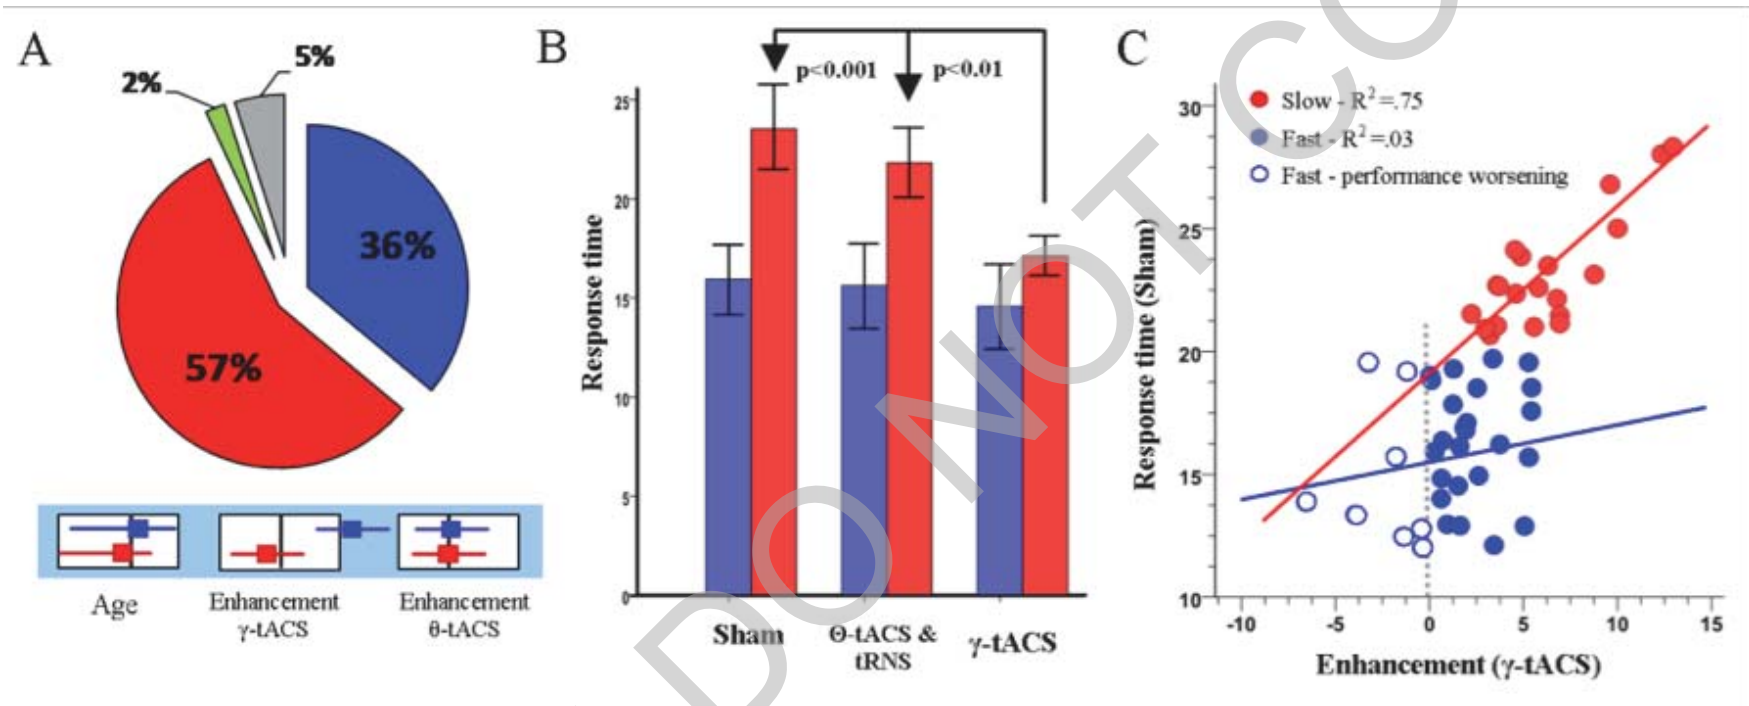 A
5%
2%
36%
57%
Age
Enhancement
γ-tACS
Enhancement
θ-tACS
B
p<0.001
p<0.01
Response time
25
20
15
10
5
0
Sham
Θ-tACS &
tRNS
γ-tACS
C
Slow - R²=.75
Fast - R²=.03
Fast - performance worsening
Response time (Sham)
30
25
20
15
10
-10
-5
0
5
10
15
Enhancement (γ-tACS)
DO NOT CO